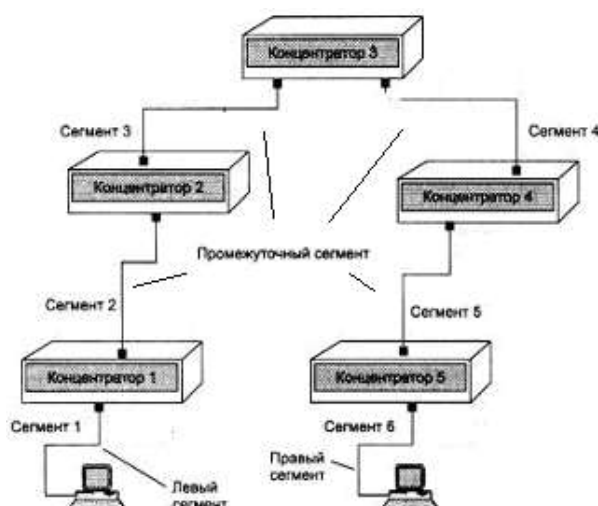 Концентратор 3
Сегмент 3
Сегмент 4
Концентратор 2
Концентратор 4
Промежуточный сегмент
Сегмент 2
Сегмент 5
Концентратор 1
Концентратор 5
Сегмент 1
Сегмент 6
Левый
сегмент
Правый
сегмент